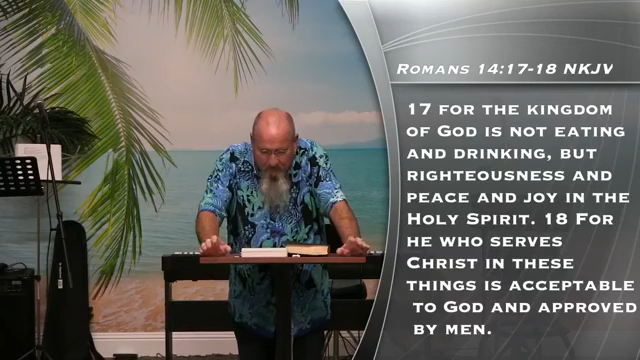 Romans 14:17-18 NKJV
17 for the kingdom
of God is not eating
and drinking, but
righteousness and
peace and joy in the
Holy Spirit. 18 For
he who serves
Christ in these
things is acceptable
to God and approved
by men.